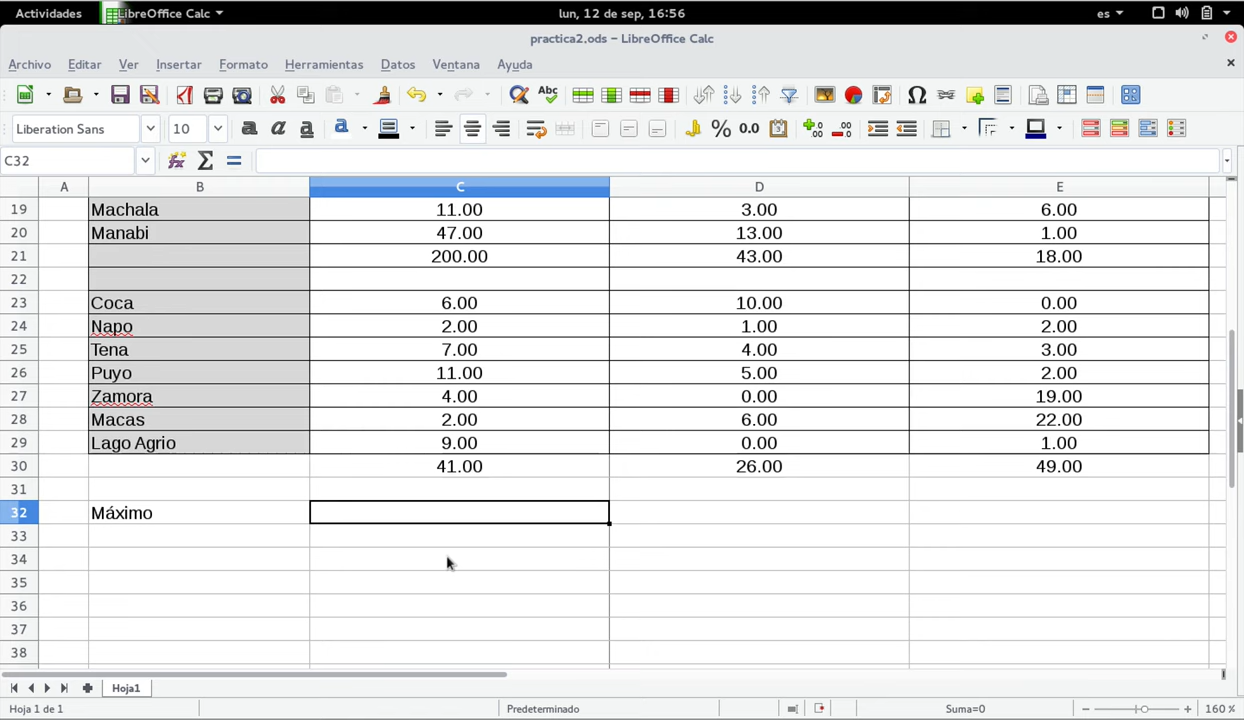 Actividades LibreOffice Calc lun, 12 de sep, 16:56 es
practica2.ods – LibreOffice Calc
Archivo Editar Ver Insertar Formato Herramientas Datos Ventana Ayuda
Liberation Sans 10
C32
A B C D E
19 Machala 11.00 3.00 6.00
20 Manabi 47.00 13.00 1.00
21 200.00 43.00 18.00
22
23 Coca 6.00 10.00 0.00
24 Napo 2.00 1.00 2.00
25 Tena 7.00 4.00 3.00
26 Puyo 11.00 5.00 2.00
27 Zamora 4.00 0.00 19.00
28 Macas 2.00 6.00 22.00
29 Lago Agrio 9.00 0.00 1.00
30 41.00 26.00 49.00
31
32 Máximo
33
34
35
36
37
38
Hoja1
Hoja 1 de 1 Predeterminado Suma=0 160 %